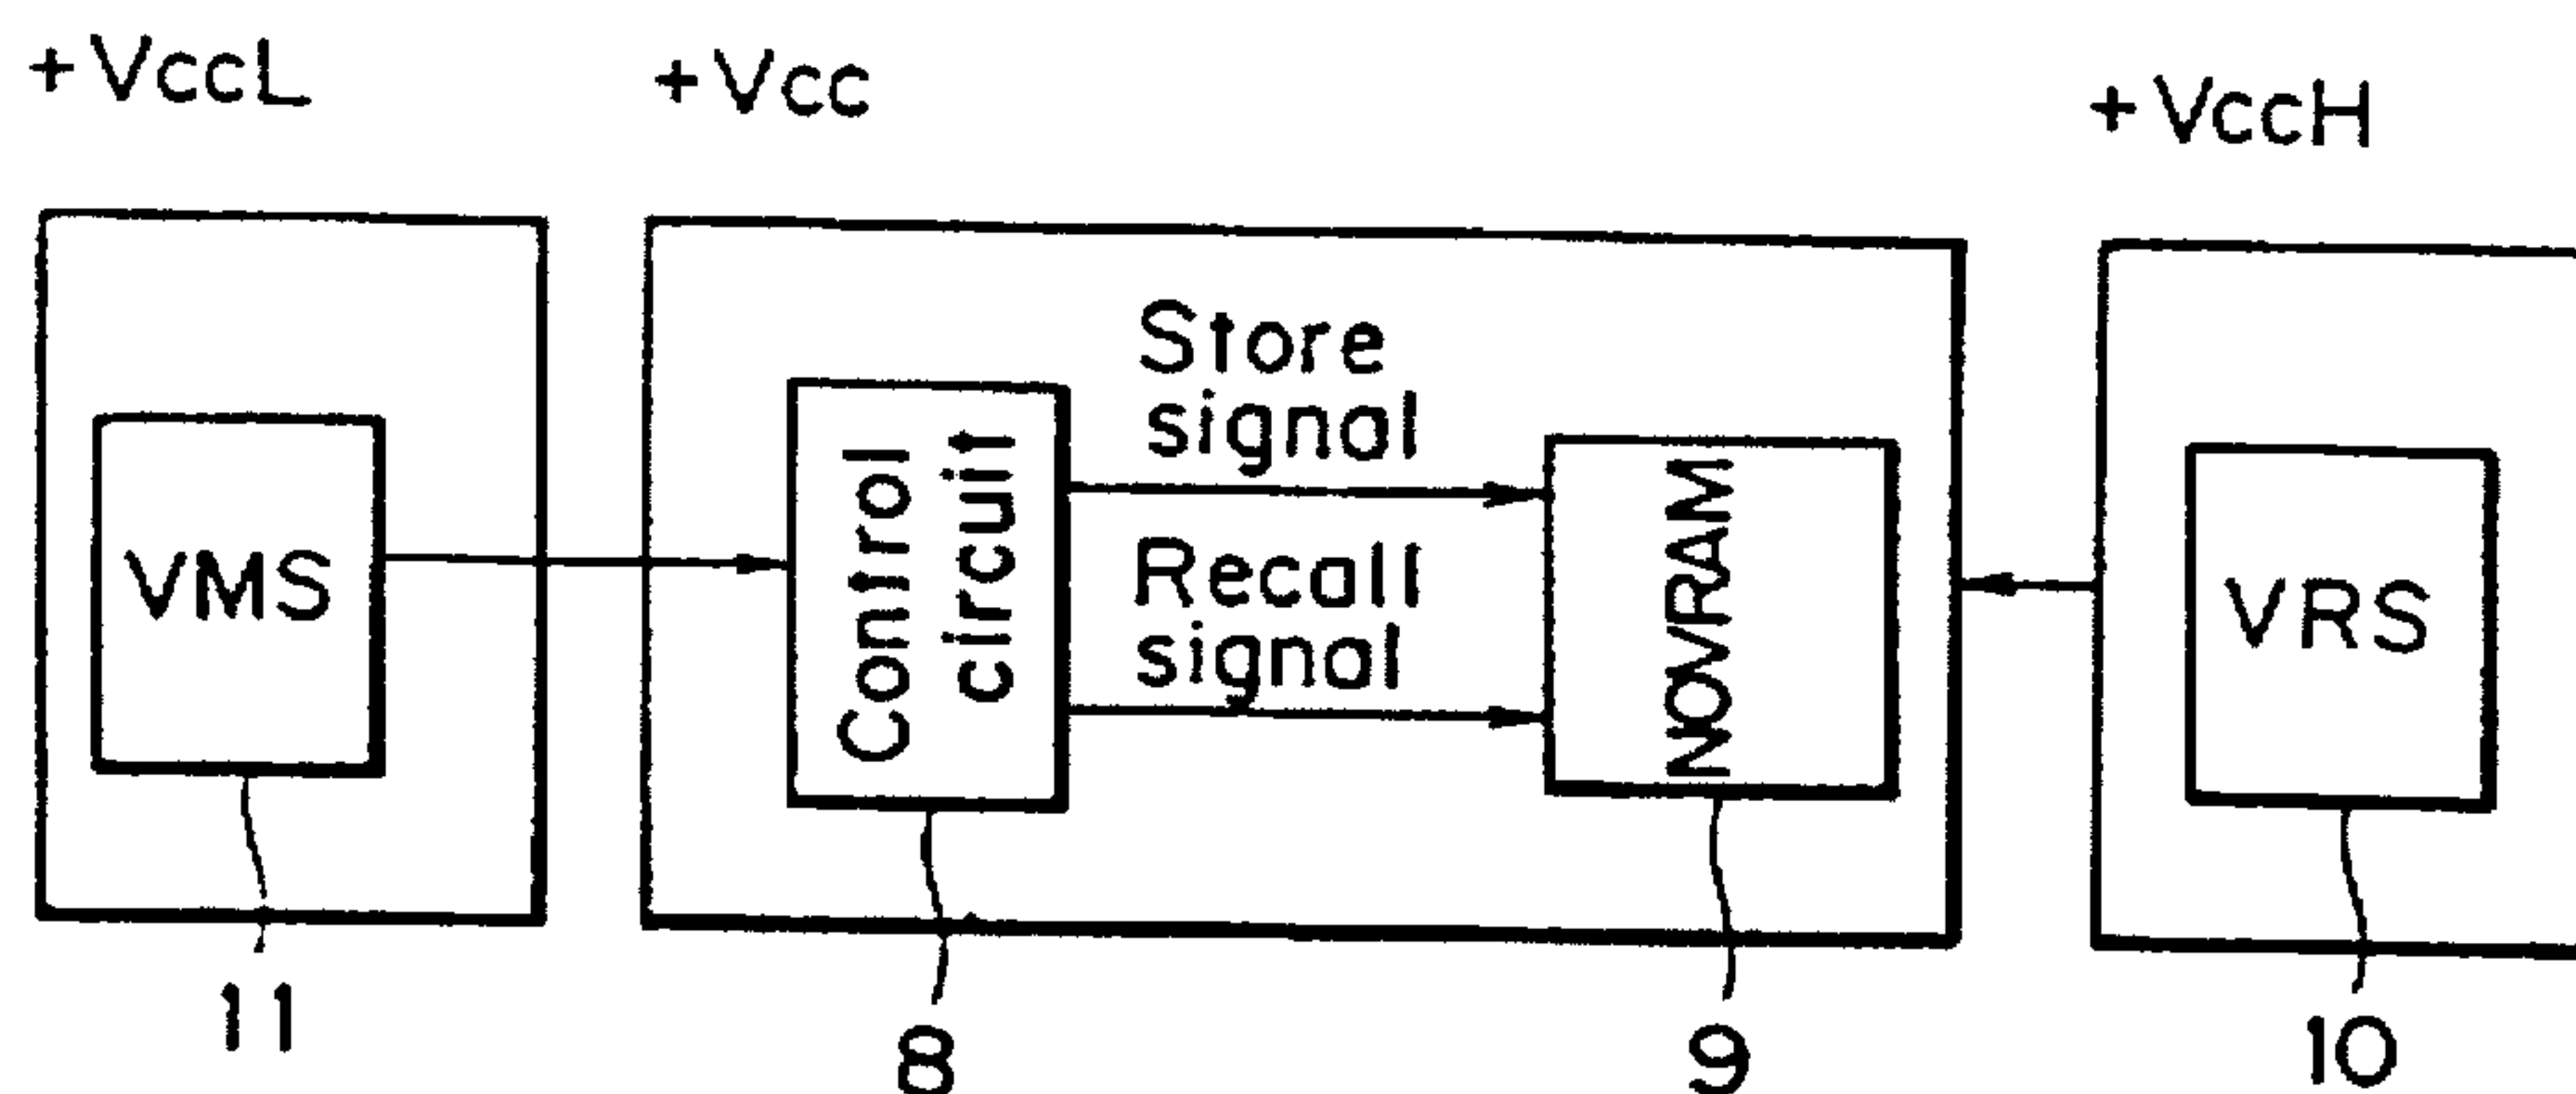 +VccL
+Vcc
+VccH
VMS
Control
circuit
Store
signal
Recall
signal
NOVRAM
VRS
11
8
9
10